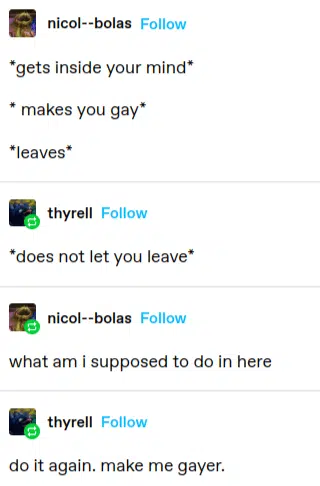 nicol--bolas Follow
*gets inside your mind*
* makes you gay*
*leaves*
thyrell Follow
*does not let you leave*
nicol--bolas Follow
what am i supposed to do in here
thyrell Follow
do it again. make me gayer.